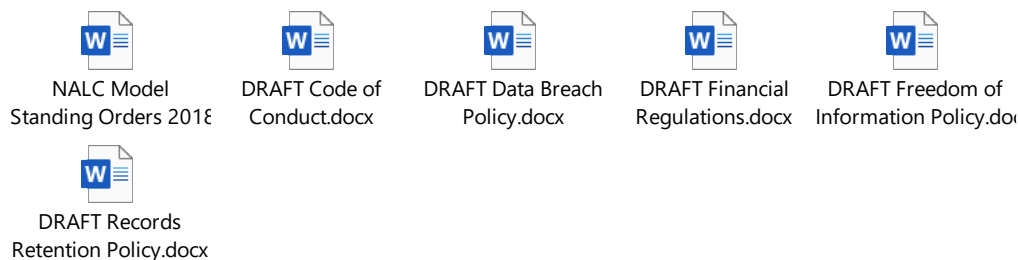 NALC Model
Standing Orders 2018
DRAFT Code of
Conduct.docx
DRAFT Data Breach
Policy.docx
DRAFT Financial
Regulations.docx
DRAFT Freedom of
Information Policy.do
DRAFT Records
Retention Policy.docx